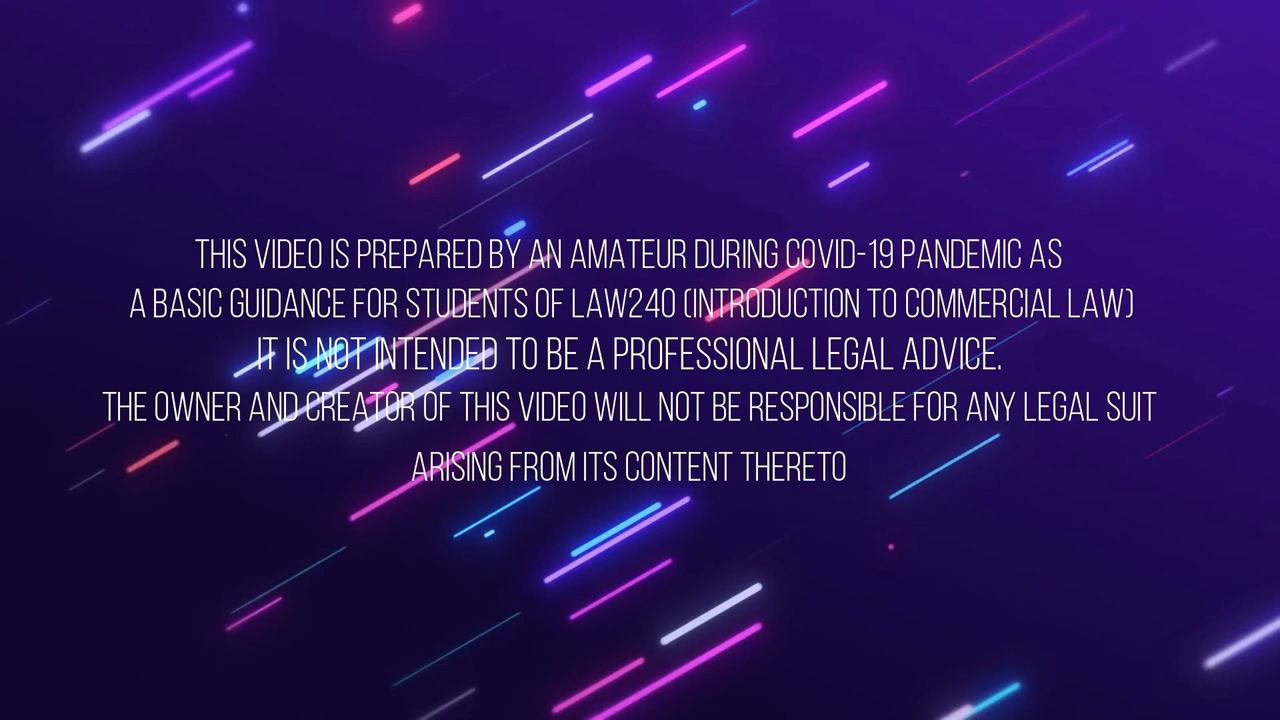 THIS VIDEO IS PREPARED BY AN AMATEUR DURING COVID-19 PANDEMIC AS
A BASIC GUIDANCE FOR STUDENTS OF LAW240 (INTRODUCTION TO COMMERCIAL LAW)
IT IS NOT INTENDED TO BE A PROFESSIONAL LEGAL ADVICE.
THE OWNER AND CREATOR OF THIS VIDEO WILL NOT BE RESPONSIBLE FOR ANY LEGAL SUIT
ARISING FROM ITS CONTENT THERETO